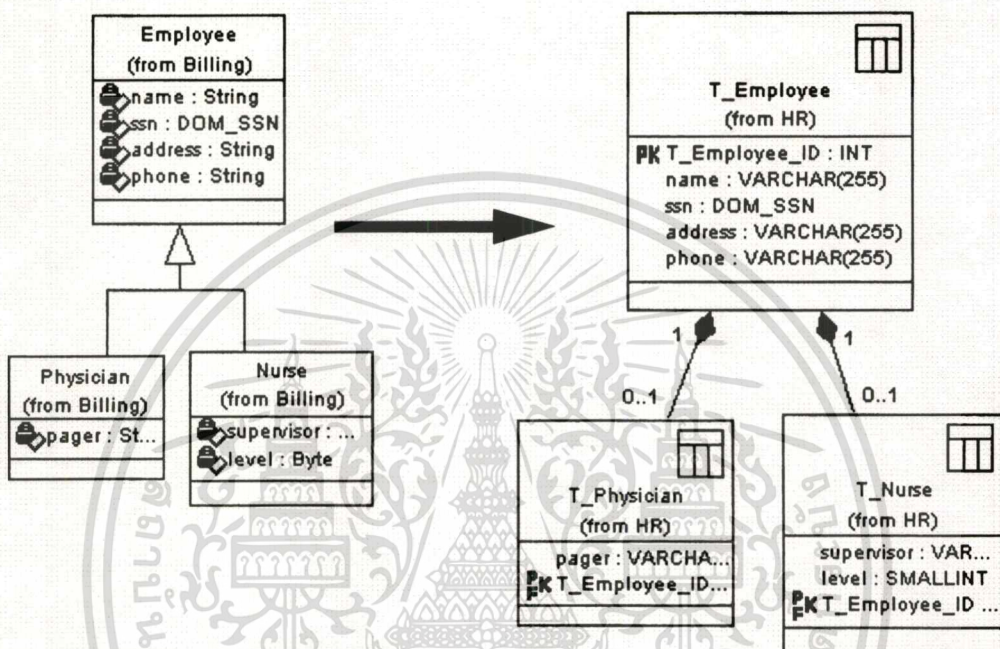 Employee
(from Billing)
name : String
ssn : DOM_SSN
address : String
phone : String
Physician
(from Billing)
pager : St...
Nurse
(from Billing)
supervisor : ...
level : Byte
T_Employee
(from HR)
PK T_Employee_ID : INT
name : VARCHAR(255)
ssn : DOM_SSN
address : VARCHAR(255)
phone : VARCHAR(255)
1
1
0..1
0..1
T_Physician
(from HR)
pager : VARCHA...
PFK T_Employee_ID...
T_Nurse
(from HR)
supervisor : VAR...
level : SMALLINT
PFK T_Employee_ID ...